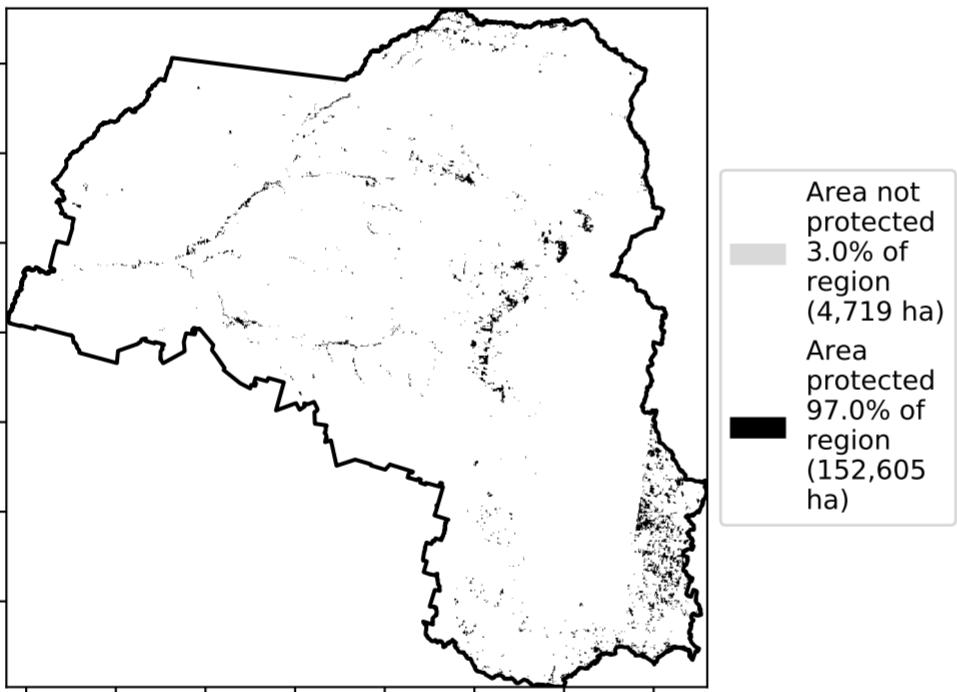 Area not
protected
3.0% of
region
(4,719 ha)
Area
protected
97.0% of
region
(152,605
ha)